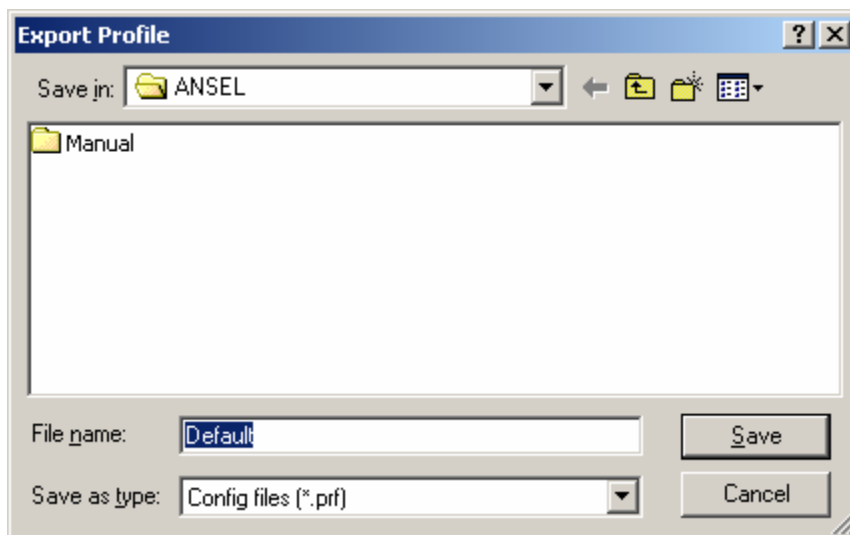 Export Profile
Save in: ANSEL
Manual
File name: Default Save
Save as type: Config files (*.prf) Cancel